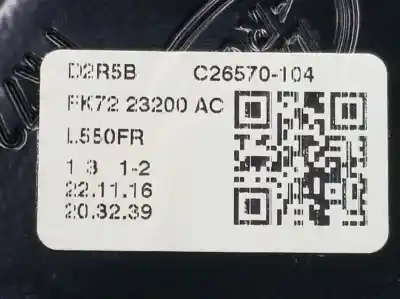 D2R5B C26570-104
FK72 23200 AC
L550FR
1 3 1-2
22.11.16
20.32.39